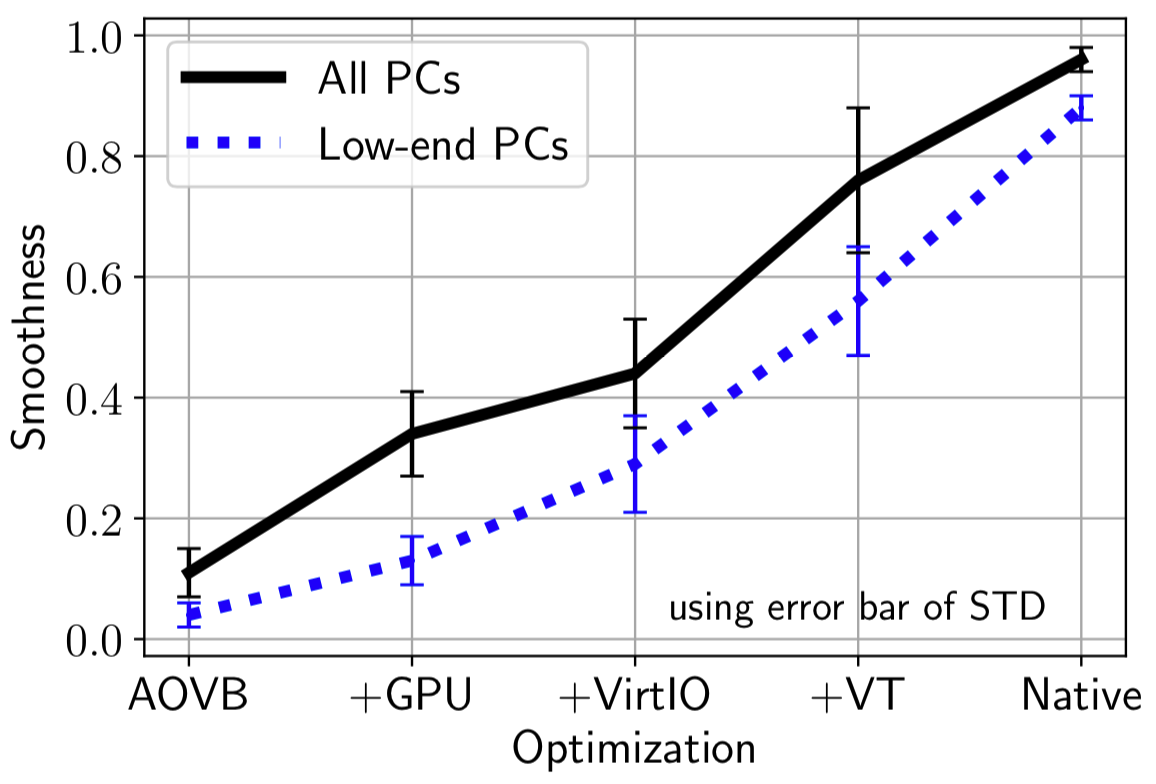 1.0
0.8
0.6
0.4
0.2
0.0
Smoothness
All PCs
Low-end PCs
using error bar of STD
AOVB +GPU +VirtIO +VT Native
Optimization